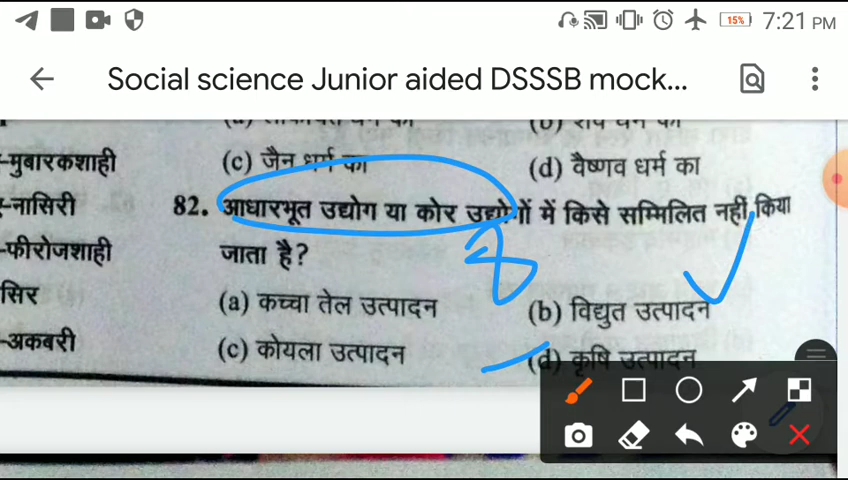 7:21 PM
15%
Social science Junior aided DSSSB mock...
-मुबारकशाही
(c) जैन धर्म का
(d) वैष्णव धर्म का
-नासिरी
82. आधारभूत उद्योग या कोर उद्योगों में किसे सम्मिलित नहीं किया
-फीरोजशाही
जाता है?
8
सिर
(a) कच्चा तेल उत्पादन
(b) विद्युत उत्पादन
-अकबरी
(c) कोयला उत्पादन
(d) कृषि उत्पादन